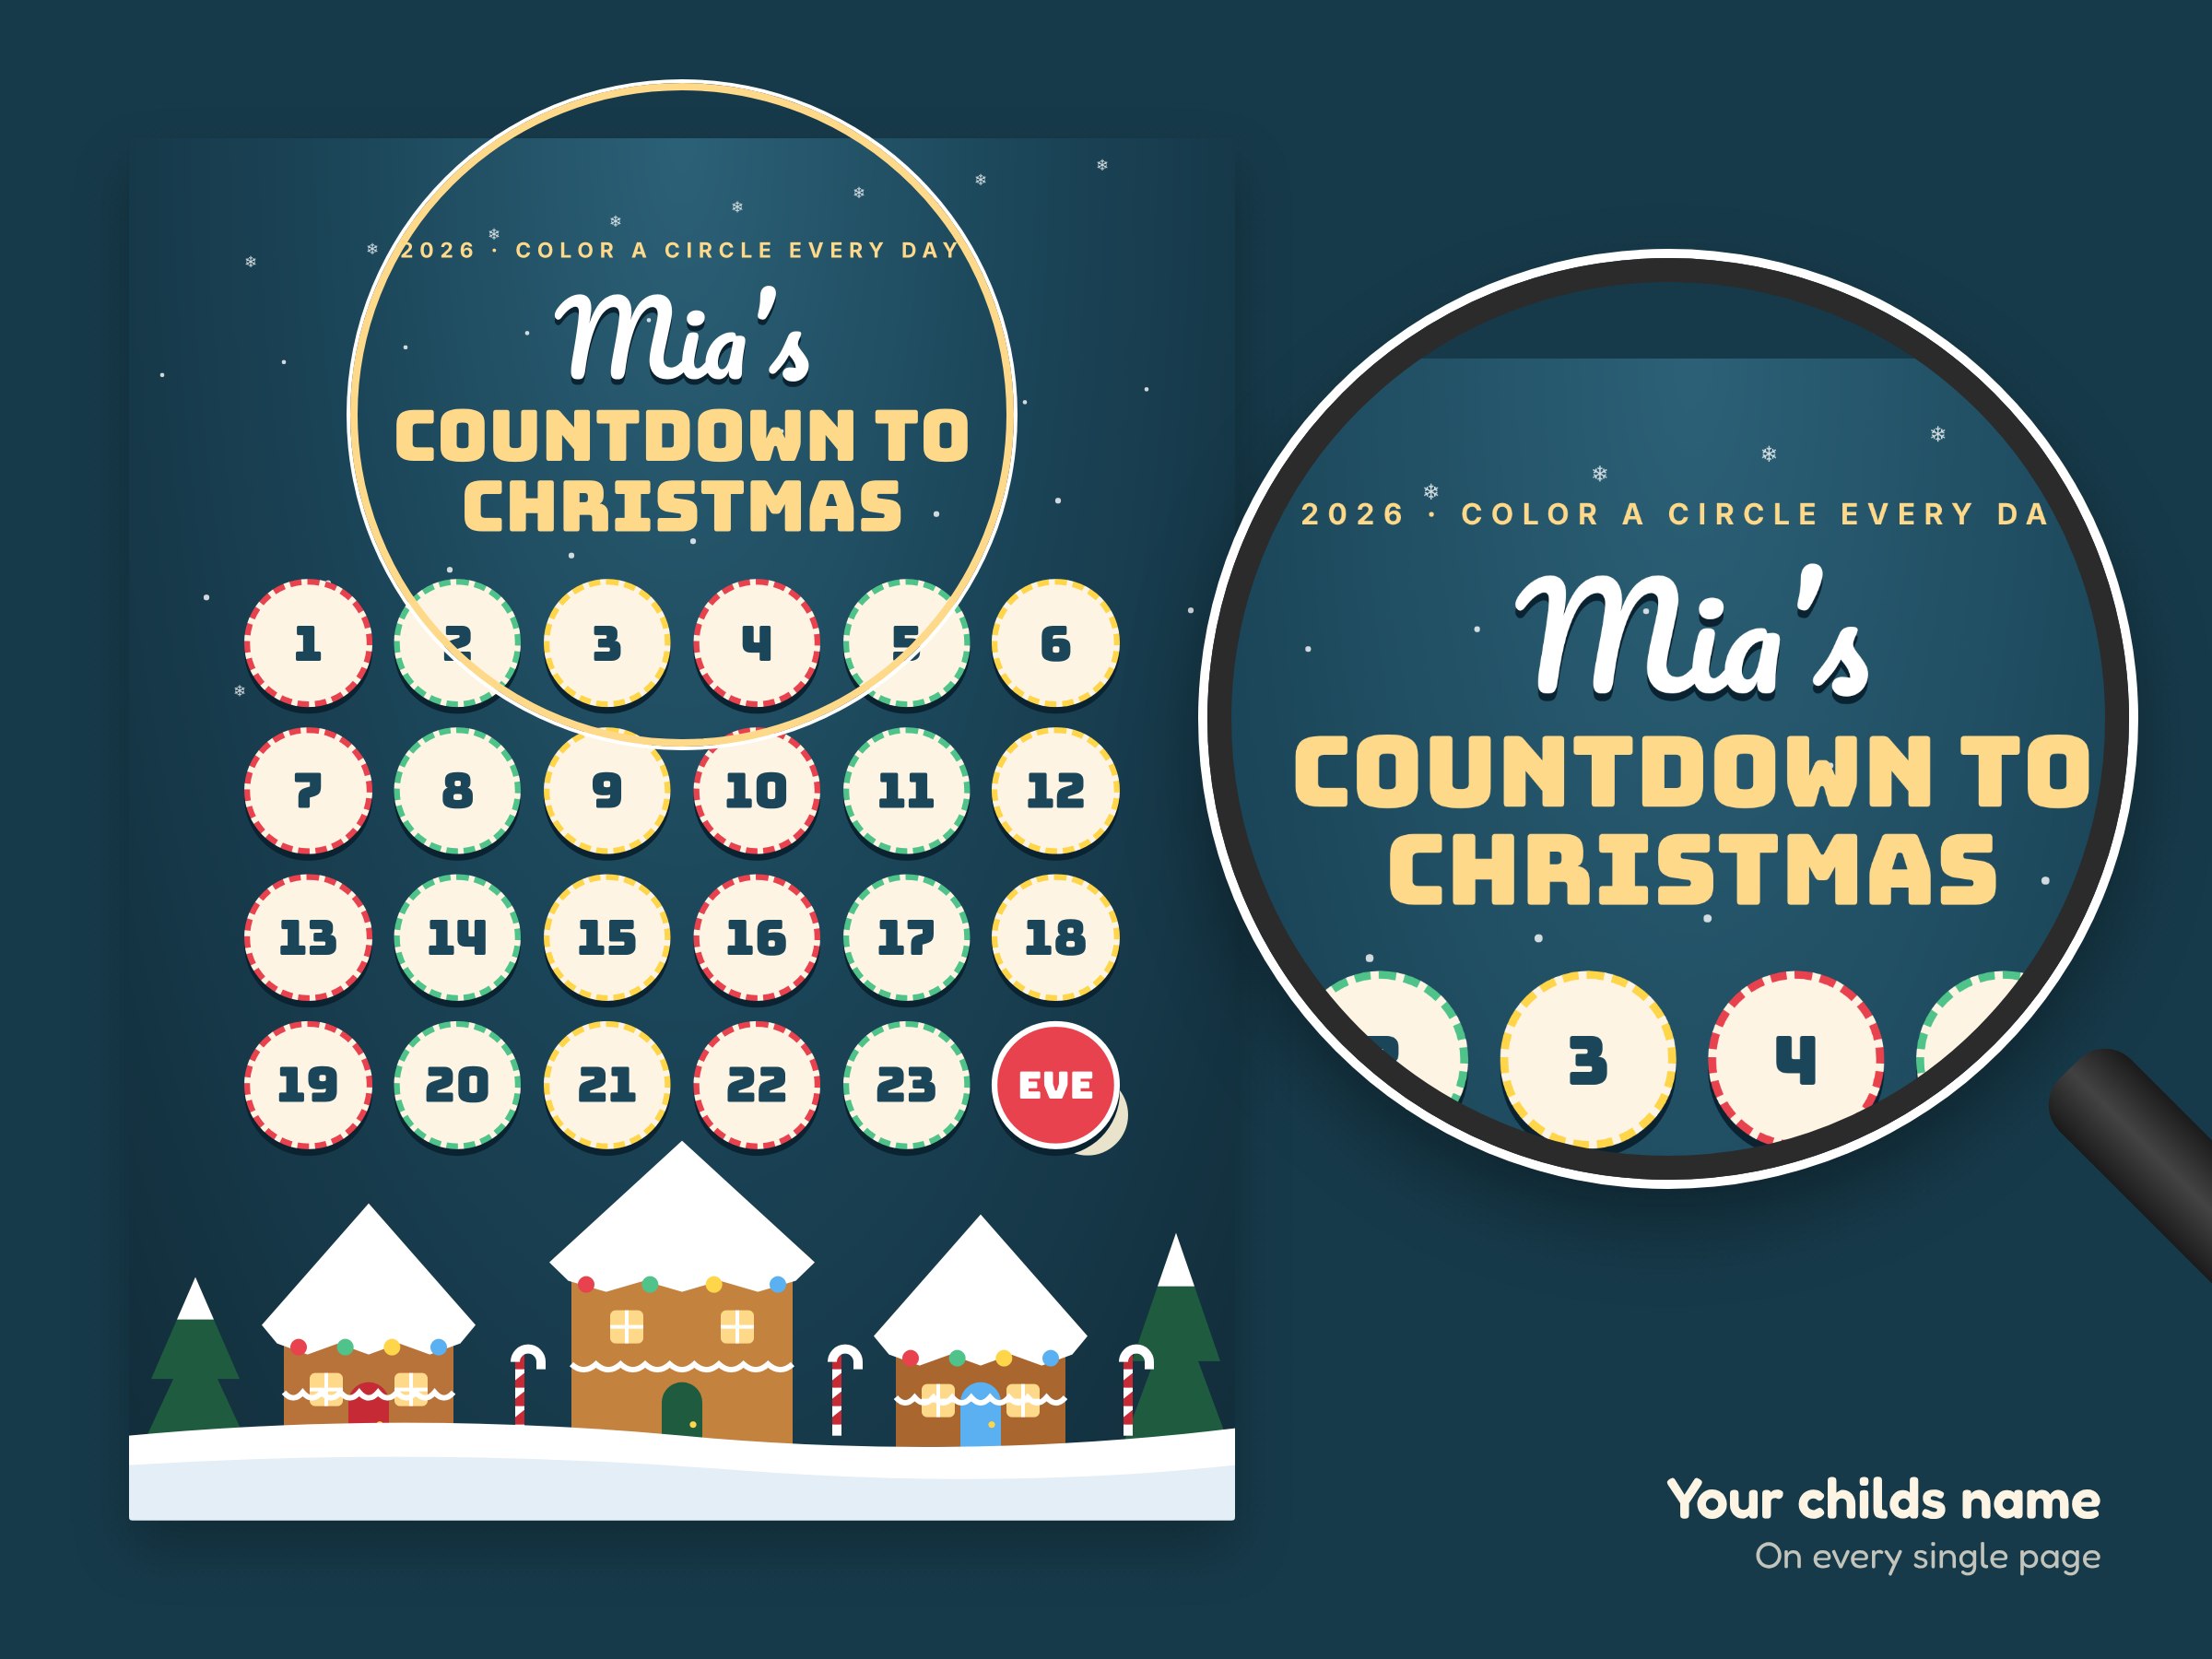 2026 · COLOR A CIRCLE EVERY DAY
Mia's
COUNTDOWN TO
CHRISTMAS
1 2 3 4 5 6
7 8 9 10 11 12
13 14 15 16 17 18
19 20 21 22 23 EVE
2026 · COLOR A CIRCLE EVERY DA
Mia's
COUNTDOWN TO
CHRISTMAS
3 4
Your childs name
On every single page